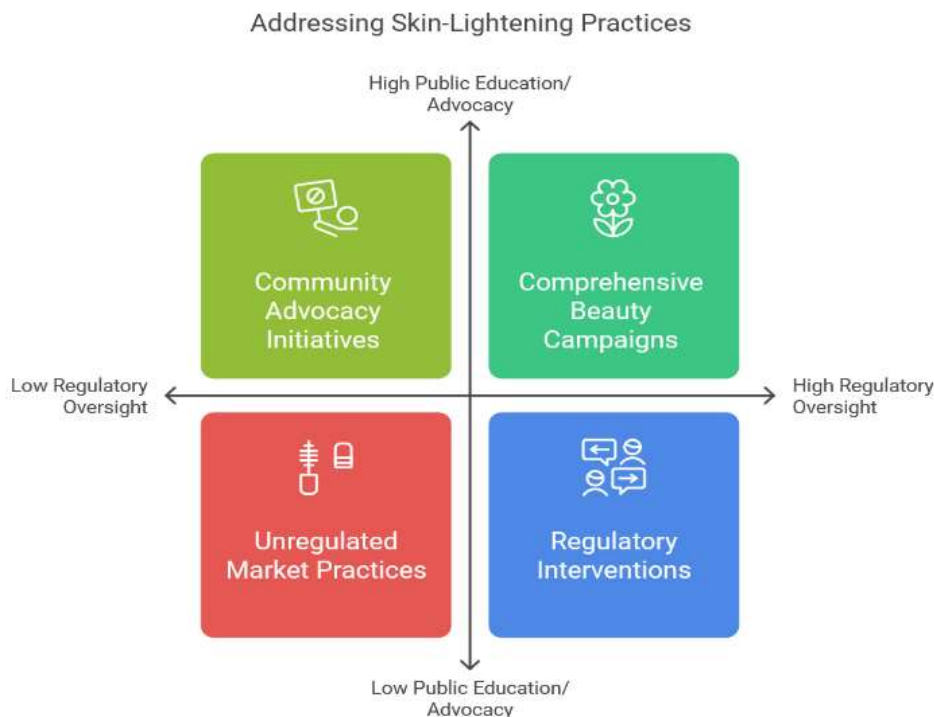 Addressing Skin-Lightening Practices
High Public Education/
Advocacy
Community
Advocacy
Initiatives
Comprehensive
Beauty
Campaigns
Low Regulatory
Oversight
High Regulatory
Oversight
Unregulated
Market Practices
Regulatory
Interventions
Low Public Education/
Advocacy